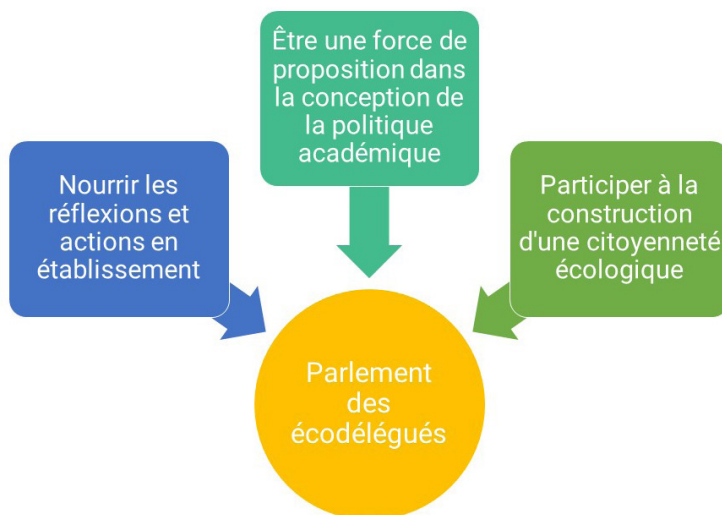 Être une force de
proposition dans
la conception de
la politique
académique
Nourrir les
réflexions et
actions en
établissement
Participer à la
construction
d'une citoyenneté
écologique
Parlement
des
écodélégués